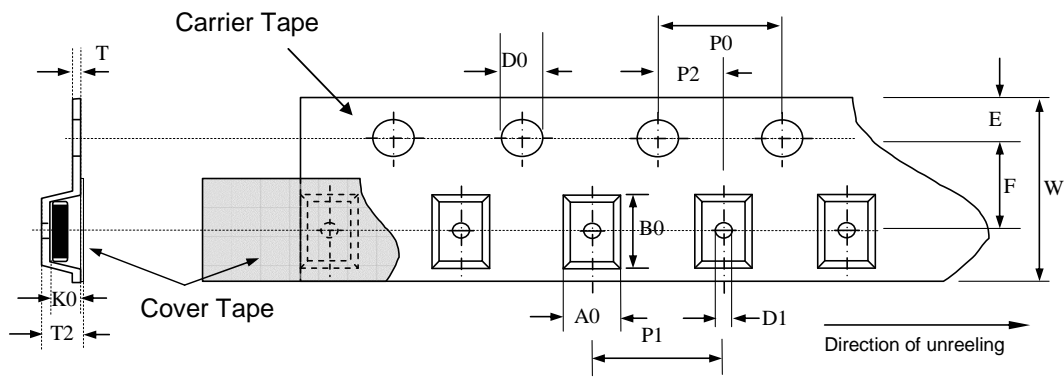 Carrier Tape
T
D0
P0
P2
E
F
W
B0
K0
Cover Tape
T2
A0
D1
P1
Direction of unreeling